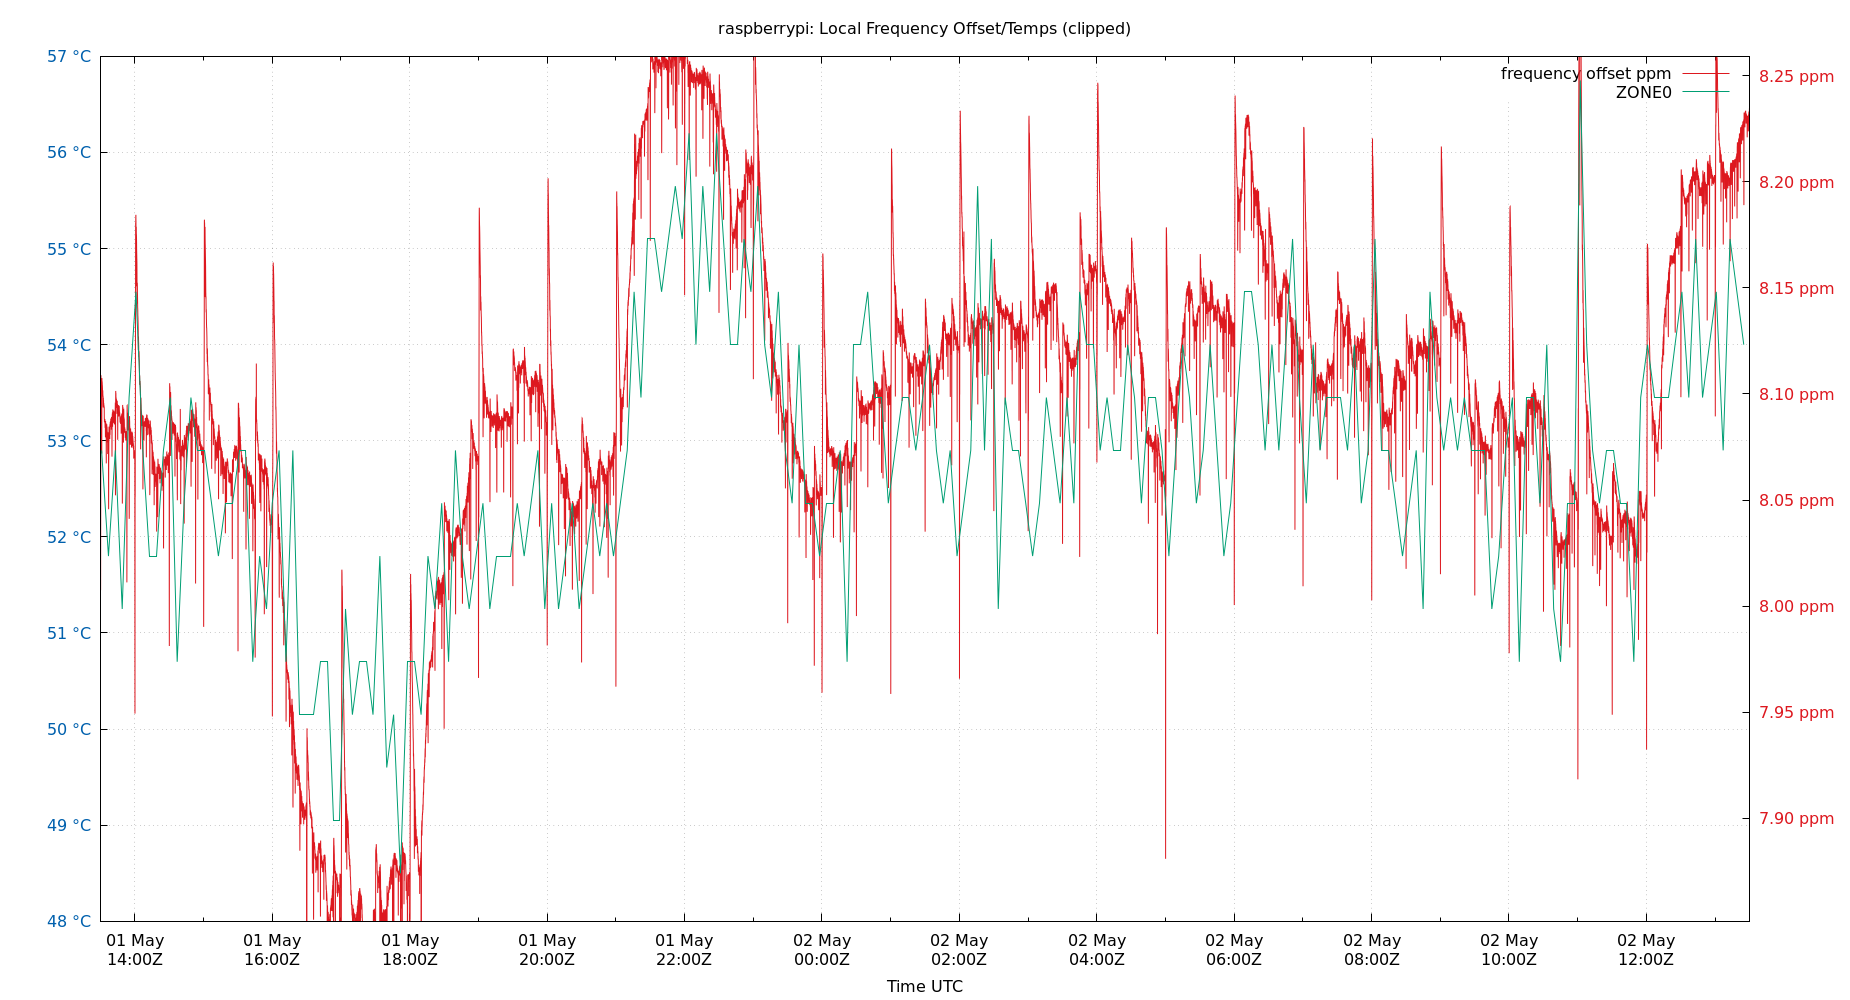 raspberrypi: Local Frequency Offset/Temps (clipped)
57 °C
56 °C
55 °C
54 °C
53 °C
52 °C
51 °C
50 °C
49 °C
48 °C
frequency offset ppm
ZONE0
8.25 ppm
8.20 ppm
8.15 ppm
8.10 ppm
8.05 ppm
8.00 ppm
7.95 ppm
7.90 ppm
01 May 01 May 01 May 01 May 01 May 02 May 02 May 02 May 02 May 02 May 02 May 02 May
14:00Z 16:00Z 18:00Z 20:00Z 22:00Z 00:00Z 02:00Z 04:00Z 06:00Z 08:00Z 10:00Z 12:00Z
Time UTC